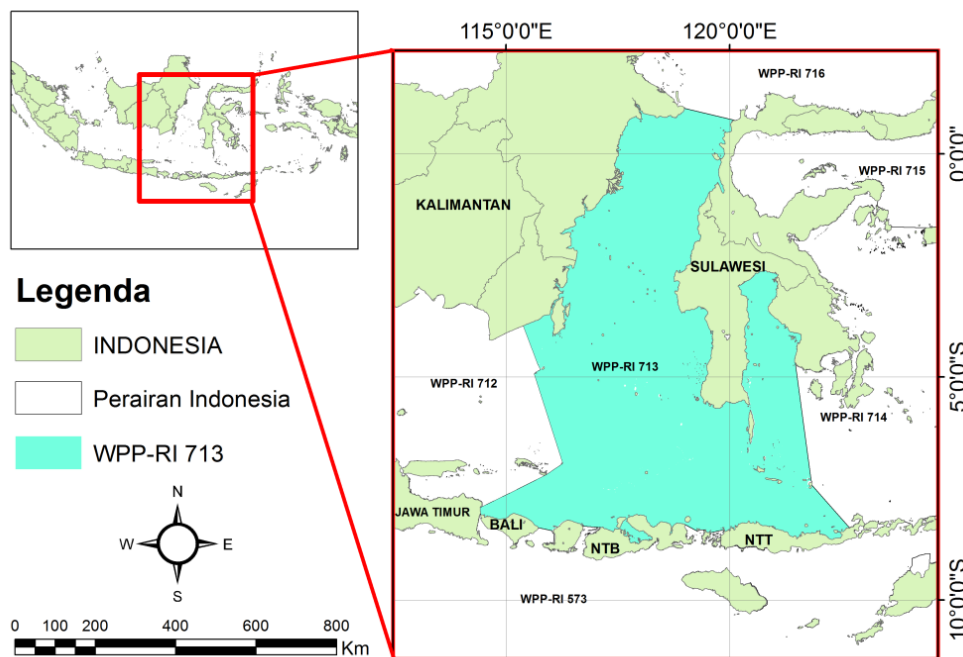 115°0'0"E
120°0'0"E
WPP-RI 716
0°0'0"
WPP-RI 715
KALIMANTAN
SULAWESI
Legenda
INDONESIA
WPP-RI 713
5°0'0"S
WPP-RI 712
Perairan Indonesia
WPP-RI 714
WPP-RI 713
N
JAWA TIMUR
BALI
W
E
NTB
NTT
S
WPP-RI 573
10°0'0"S
0 100 200 400 600 800
Km